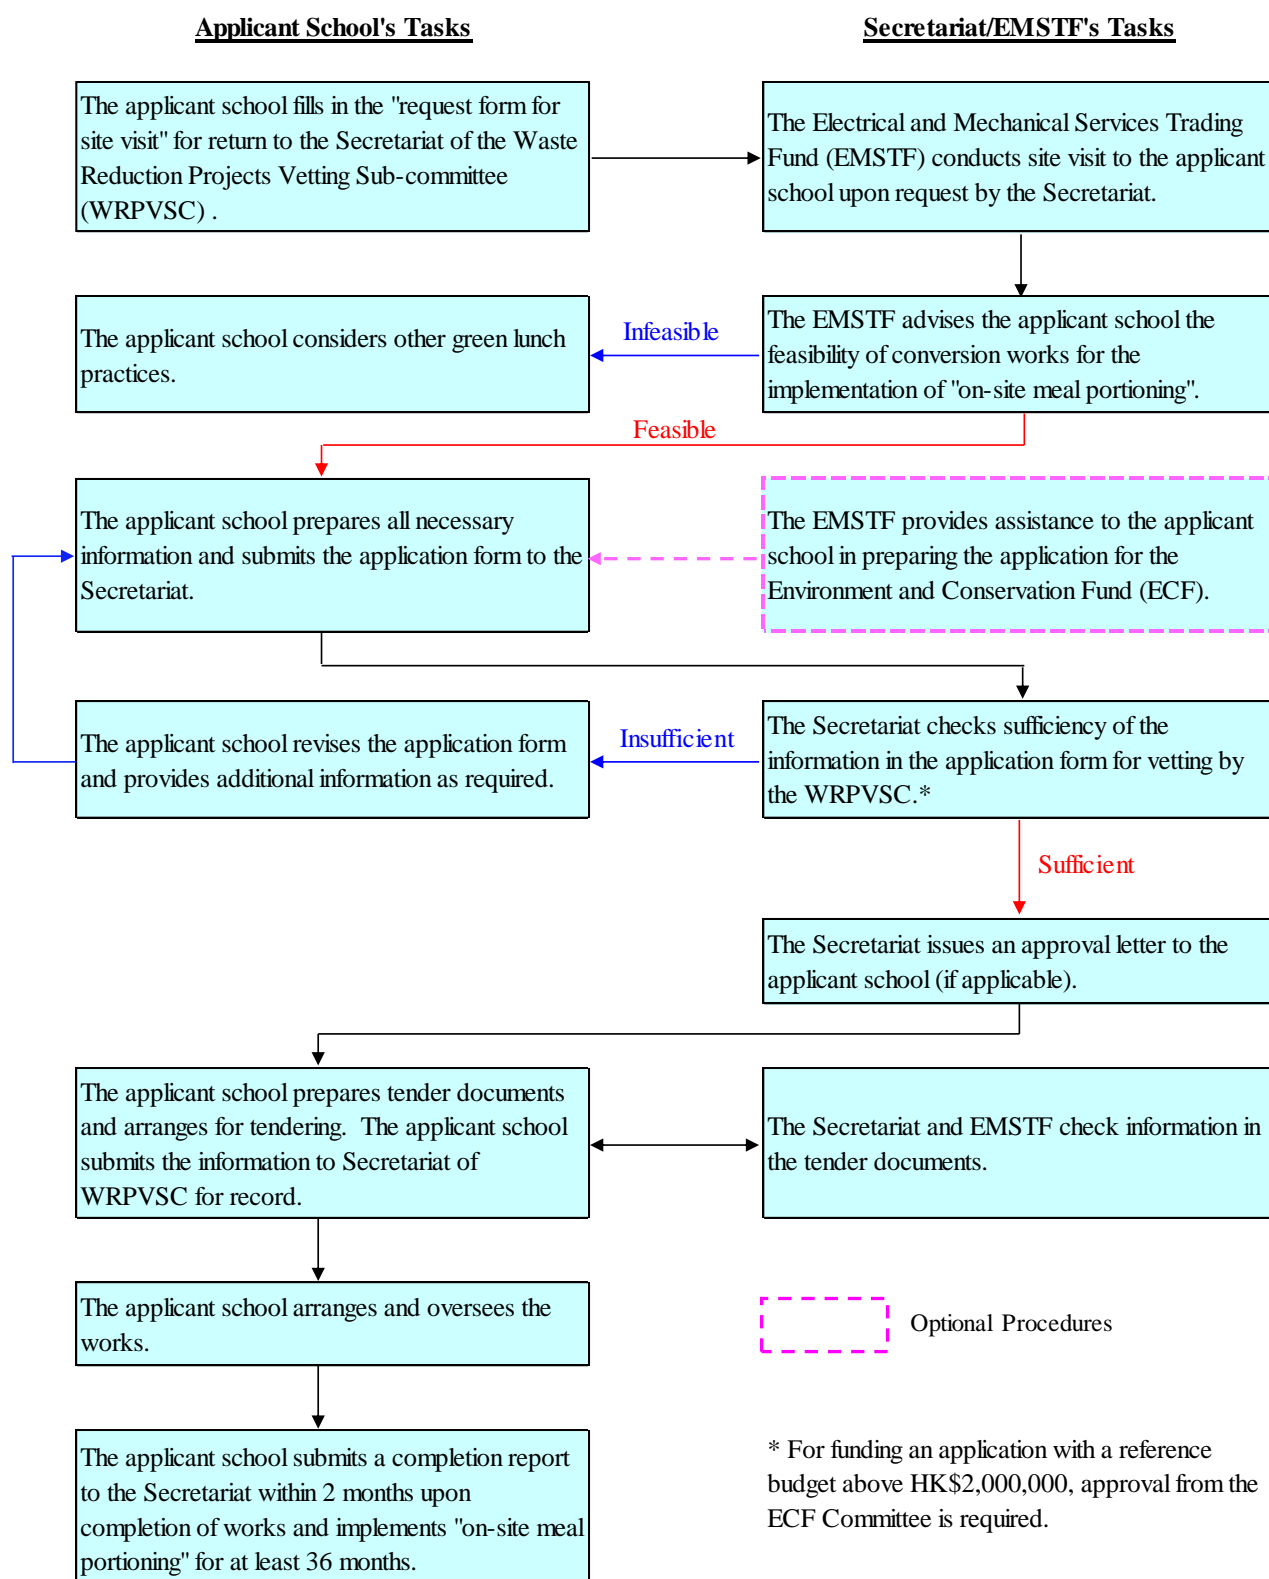 Applicant School's Tasks
Secretariat/EMSTF's Tasks
The applicant school fills in the "request form for
site visit" for return to the Secretariat of the Waste
Reduction Projects Vetting Sub-committee
(WRPVSC) .
The Electrical and Mechanical Services Trading
Fund (EMSTF) conducts site visit to the applicant
school upon request by the Secretariat.
The applicant school considers other green lunch
practices.
Infeasible
The EMSTF advises the applicant school the
feasibility of conversion works for the
implementation of "on-site meal portioning".
Feasible
The applicant school prepares all necessary
information and submits the application form to the
Secretariat.
The EMSTF provides assistance to the applicant
school in preparing the application for the
Environment and Conservation Fund (ECF).
The applicant school revises the application form
and provides additional information as required.
Insufficient
The Secretariat checks sufficiency of the
information in the application form for vetting by
the WRPVSC.*
Sufficient
The Secretariat issues an approval letter to the
applicant school (if applicable).
The applicant school prepares tender documents
and arranges for tendering.  The applicant school
submits the information to Secretariat of
WRPVSC for record.
The Secretariat and EMSTF check information in
the tender documents.
The applicant school arranges and oversees the
works.
Optional Procedures
The applicant school submits a completion report
to the Secretariat within 2 months upon
completion of works and implements "on-site meal
portioning" for at least 36 months.
* For funding an application with a reference
budget above HK$2,000,000, approval from the
ECF Committee is required.